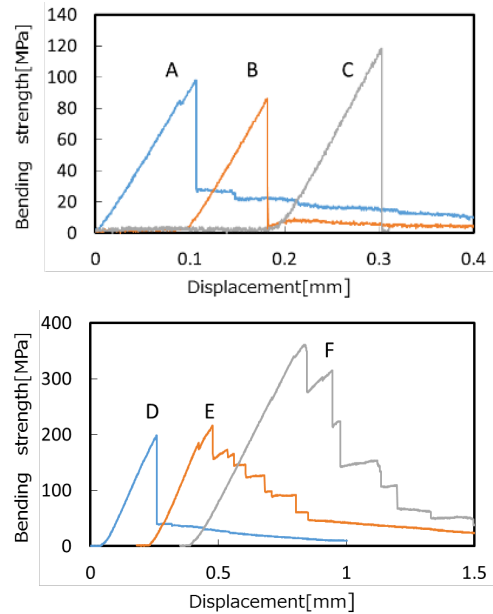 140
120
100
80
60
40
20
0
Bending strength[MPa]
A
B
C
0
0.1
0.2
0.3
0.4
Displacement[mm]
400
300
200
100
0
Bending strength[MPa]
D
E
F
0
0.5
1
1.5
Displacement[mm]